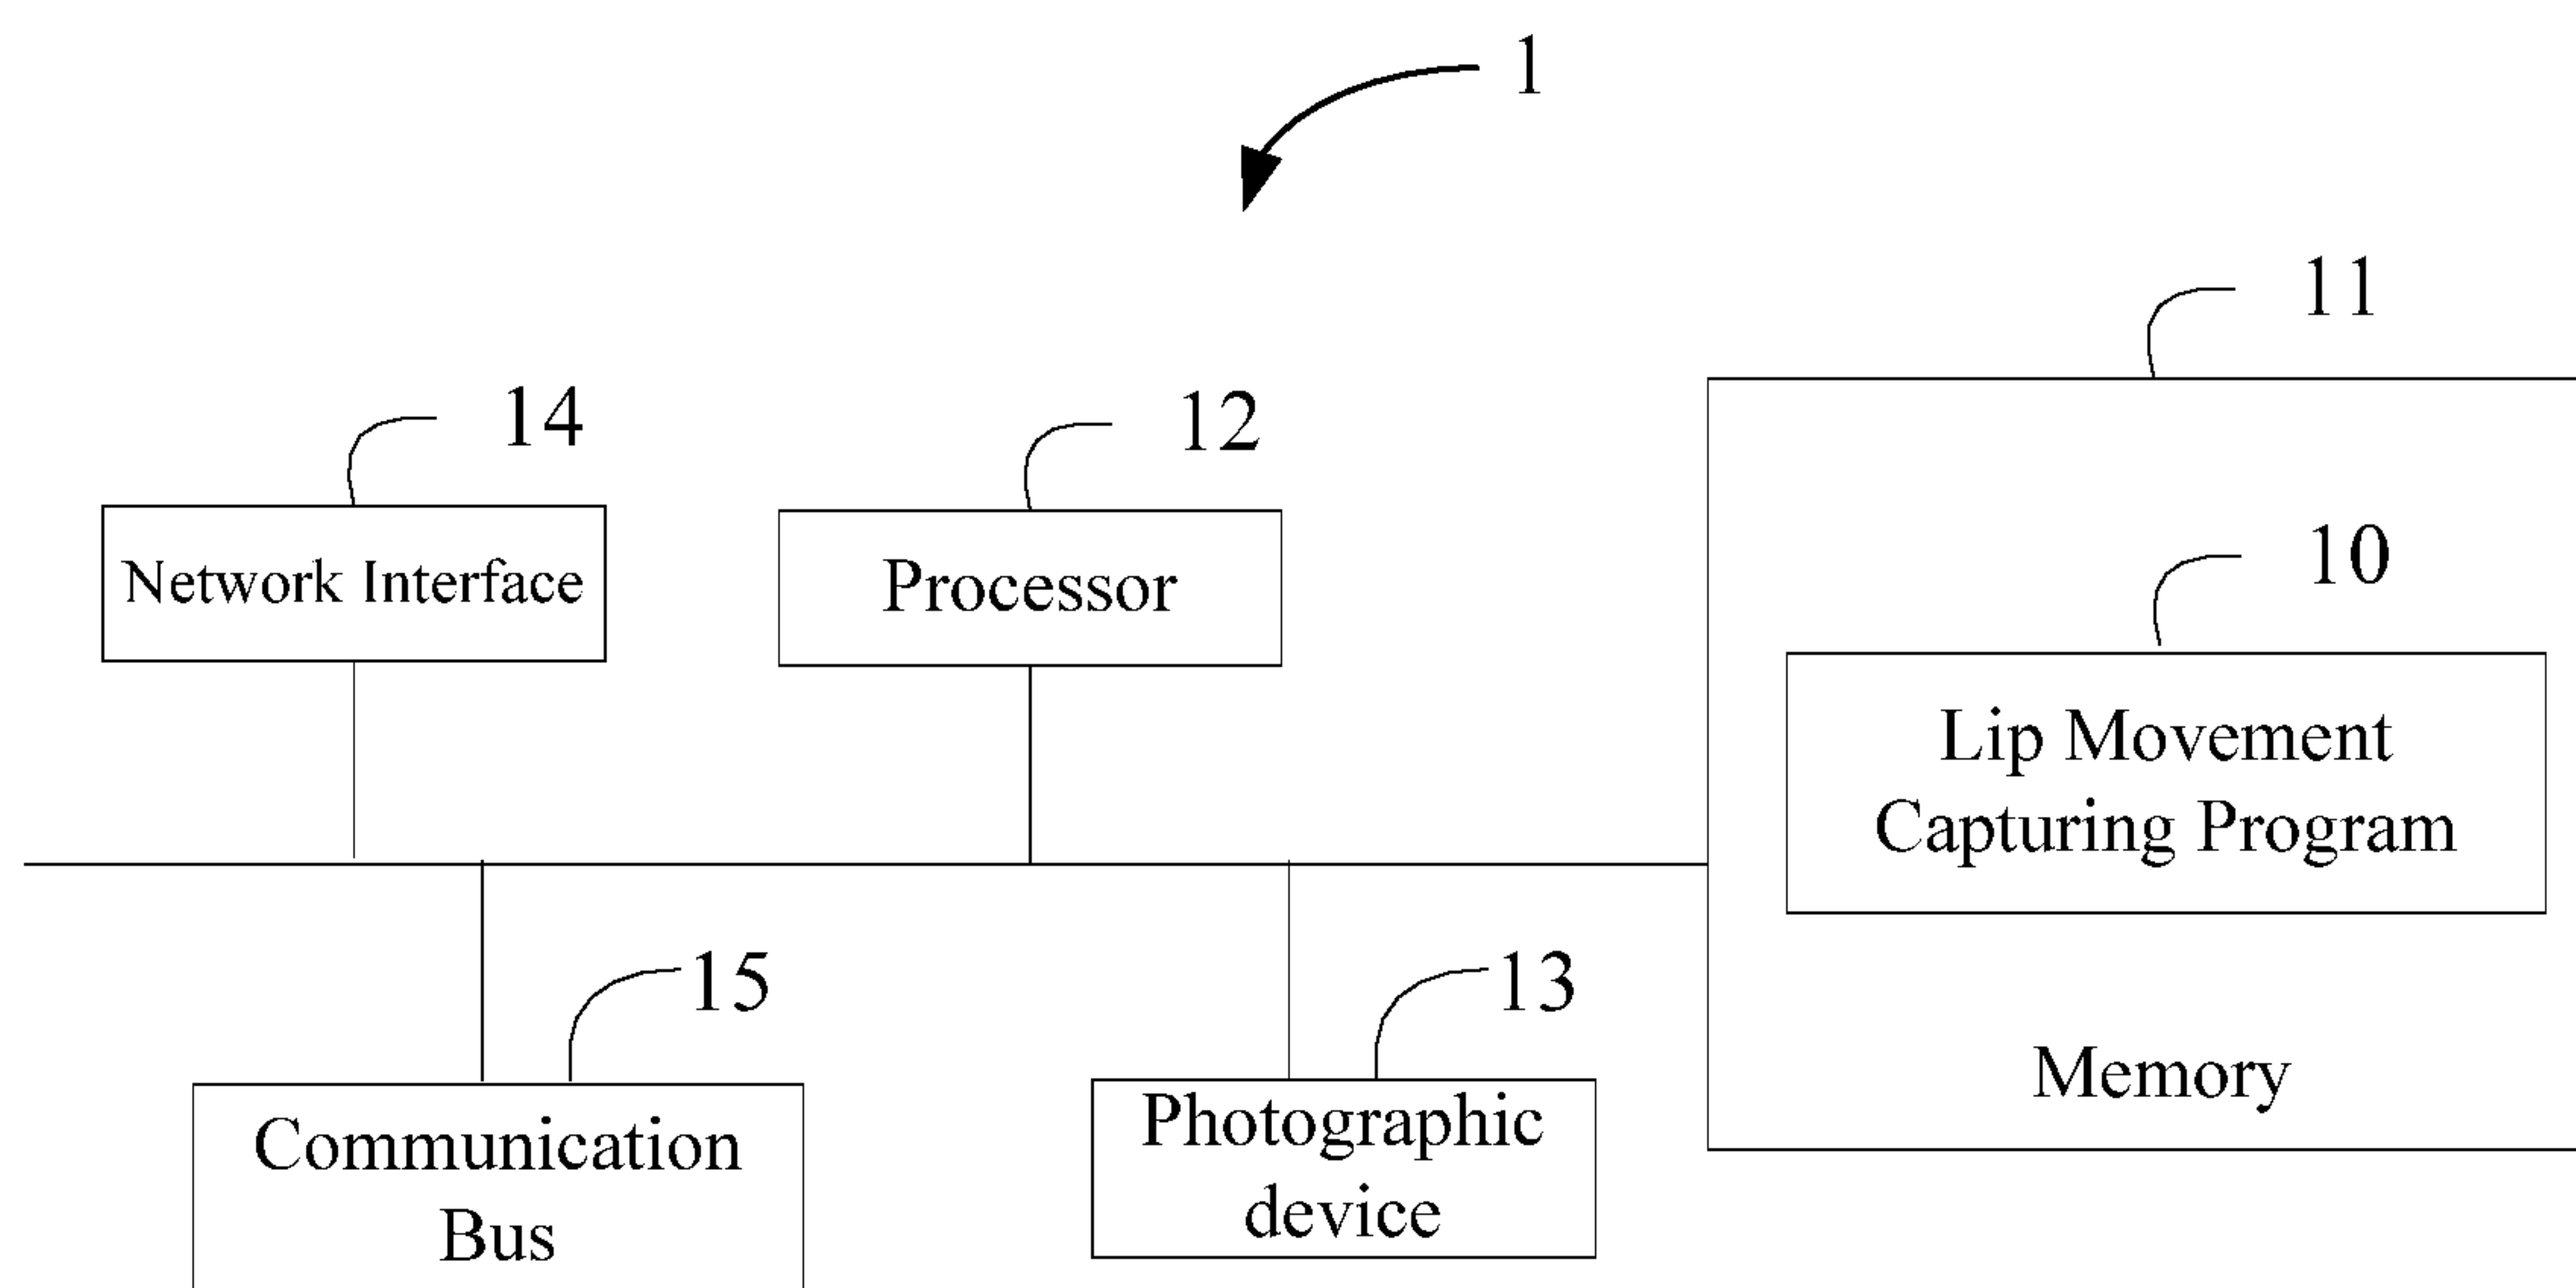 1
11
14
12
Network Interface
Processor
10
Lip Movement
Capturing Program
15
13
Memory
Communication
Bus
Photographic
device